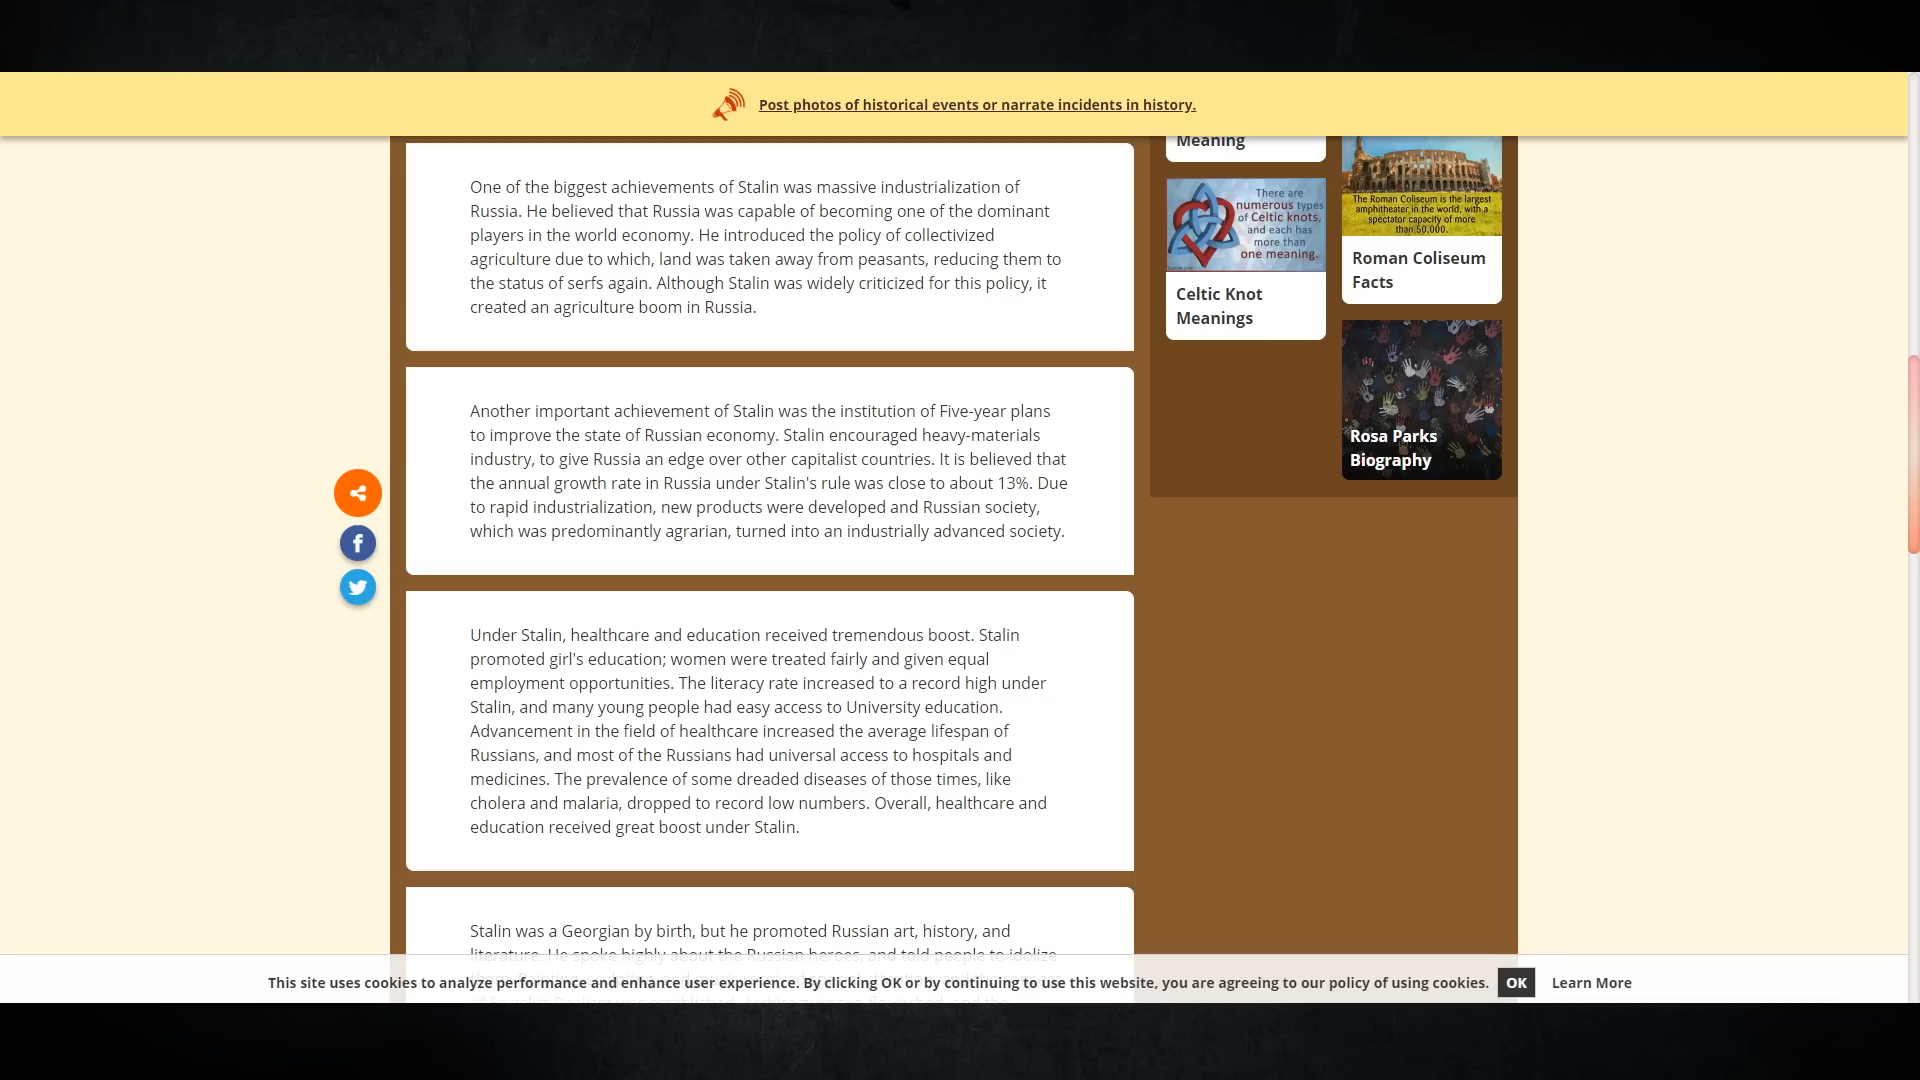 Post photos of historical events or narrate incidents in history.
One of the biggest achievements of Stalin was massive industrialization of
Russia. He believed that Russia was capable of becoming one of the dominant
players in the world economy. He introduced the policy of collectivized
agriculture due to which, land was taken away from peasants, reducing them to
the status of serfs again. Although Stalin was widely criticized for this policy, it
created an agriculture boom in Russia.
Another important achievement of Stalin was the institution of Five-year plans
to improve the state of Russian economy. Stalin encouraged heavy-materials
industry, to give Russia an edge over other capitalist countries. It is believed that
the annual growth rate in Russia under Stalin's rule was close to about 13%. Due
to rapid industrialization, new products were developed and Russian society,
which was predominantly agrarian, turned into an industrially advanced society.
Under Stalin, healthcare and education received tremendous boost. Stalin
promoted girl's education; women were treated fairly and given equal
employment opportunities. The literacy rate increased to a record high under
Stalin, and many young people had easy access to University education.
Advancement in the field of healthcare increased the average lifespan of
Russians, and most of the Russians had universal access to hospitals and
medicines. The prevalence of some dreaded diseases of those times, like
cholera and malaria, dropped to record low numbers. Overall, healthcare and
education received great boost under Stalin.
Stalin was a Georgian by birth, but he promoted Russian art, history, and
literature. He spoke highly about the Russian heroes, and told people to idolize
Meaning
There are
numerous types
of Celtic knots,
and each has
more than
one meaning.
Celtic Knot
Meanings
The Roman Coliseum is the largest
amphitheater in the world, with a
spectator capacity of more
than 50,000.
Roman Coliseum
Facts
Rosa Parks
Biography
This site uses cookies to analyze performance and enhance user experience. By clicking OK or by continuing to use this website, you are agreeing to our policy of using cookies. OK Learn More